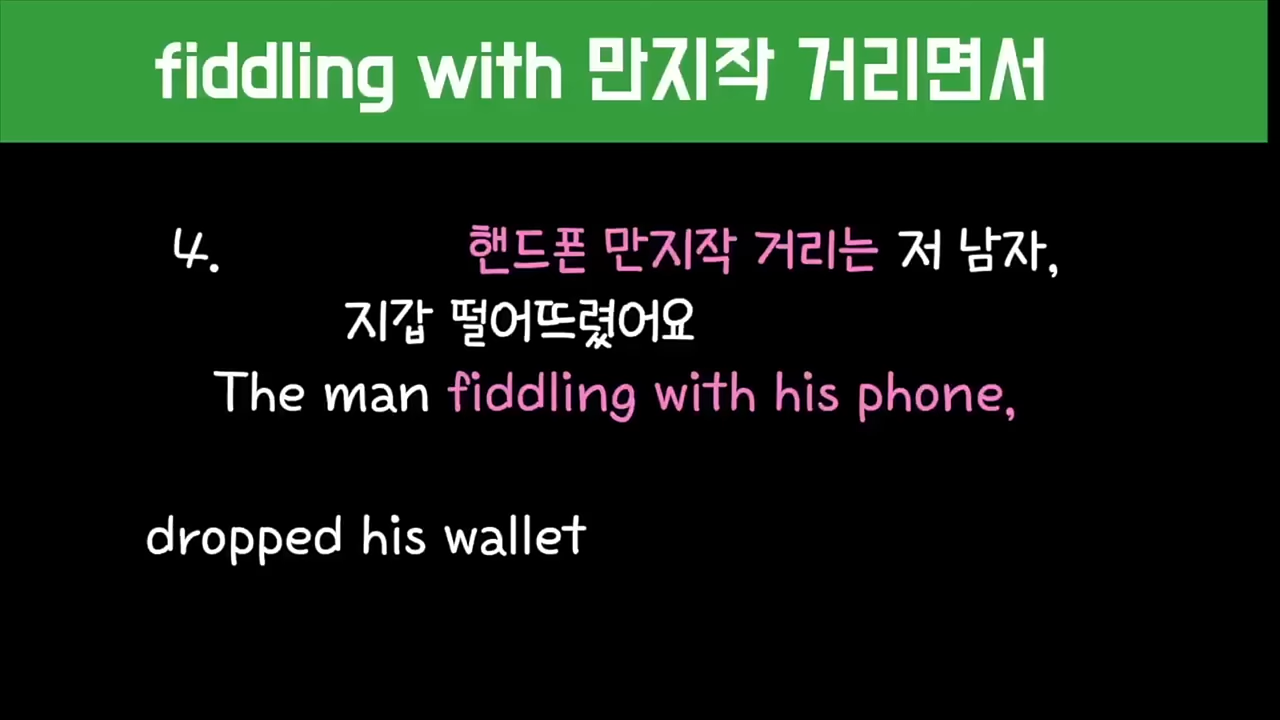 fiddling with 만지작 거리면서
4. 핸드폰 만지작 거리는 저 남자,
지갑 떨어뜨렸어요
The man fiddling with his phone,
dropped his wallet